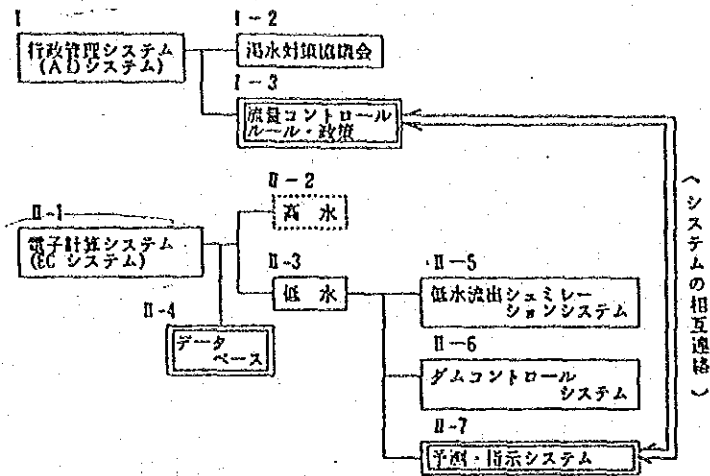 I
行政管理システム
(ADシステム)
I-2
渇水対策協議会
I-3
流量コントロール
ルール・政策
II-1
電子計算システム
(EC システム)
II-2
高水
II-3
低水
II-4
データ
ベース
II-5
低水流出シュミレー
ションシステム
II-6
ダムコントロール
システム
II-7
予測・指示システム
(システムの相互連絡)